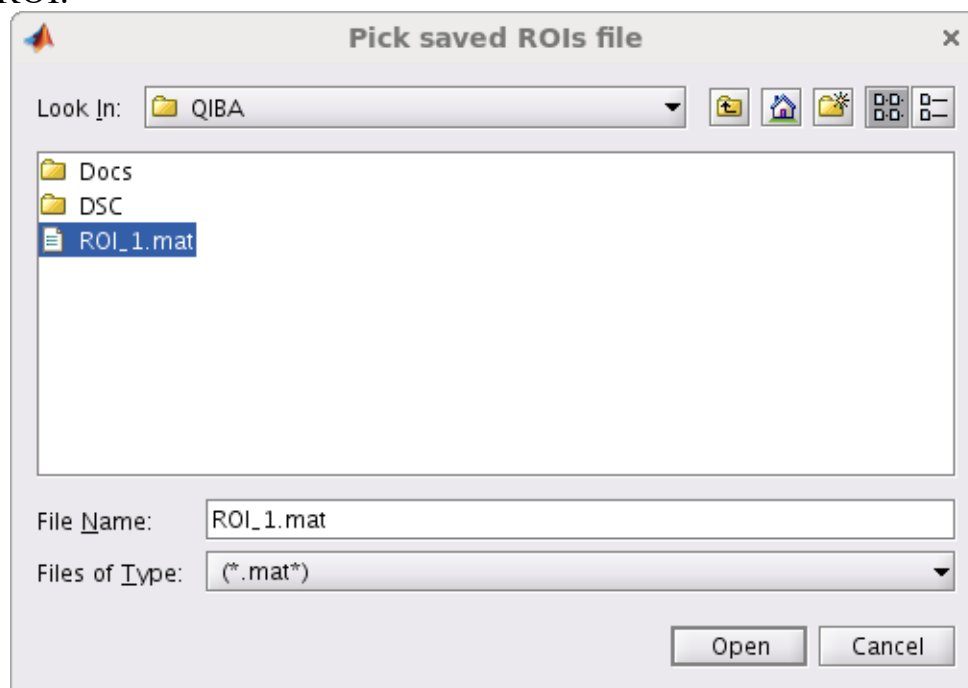 ROI.
Pick saved ROIs file
Look In: QIBA
Docs
DSC
ROI_1.mat
File Name: ROI_1.mat
Files of Type: (*.mat*)
Open Cancel